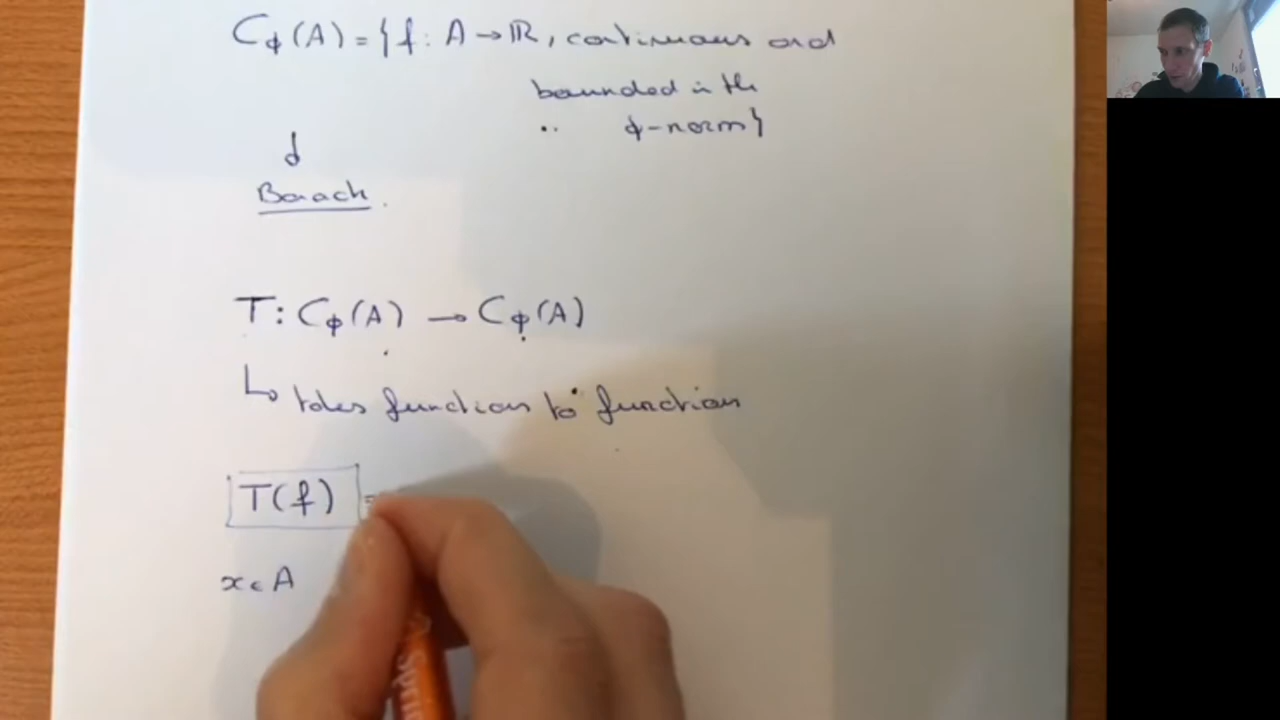 C_ϕ(A) = {f : A → ℝ, continuous and
bounded in the
ϕ-norm}
Banach.
T : C_ϕ(A) → C_ϕ(A)
↳ takes function to function
T(f) =
x ∈ A